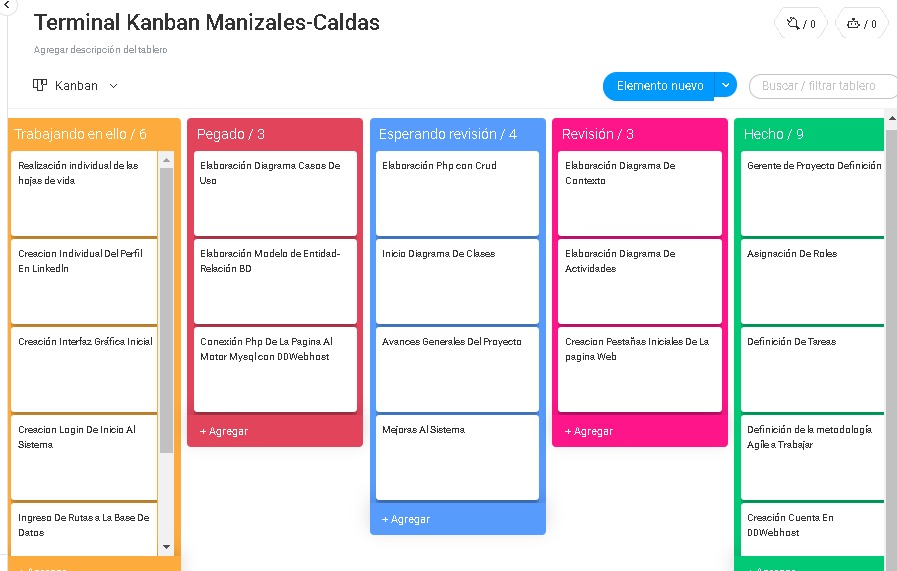 Terminal Kanban Manizales-Caldas
/ 0
/ 0
Agregar descripción del tablero
Kanban
Elemento nuevo
Buscar / filtrar tablero
Trabajando en ello / 6
Realización individual de las
hojas de vida
Creacion Individual Del Perfil
En LinkedIn
Creación Interfaz Gráfica Inicial
Creacion Login De Inicio Al
Sistema
Ingreso De Rutas a La Base De
Datos
+ Agregar
Pegado / 3
Elaboración Diagrama Casos De
Uso
Elaboración Modelo de Entidad-
Relación BD
Conexión Php De La Pagina Al
Motor Mysql con 00Webhost
+ Agregar
Esperando revisión / 4
Elaboración Php con Crud
Inicio Diagrama De Clases
Avances Generales Del Proyecto
Mejoras Al Sistema
+ Agregar
Revisión / 3
Elaboración Diagrama De
Contexto
Elaboración Diagrama De
Actividades
Creacion Pestañas Iniciales De La
pagina Web
+ Agregar
Hecho / 9
Gerente de Proyecto Definición
Asignación De Roles
Definición De Tareas
Definición de la metodología
Agile a Trabajar
Creación Cuenta En
00Webhost
+ Agregar